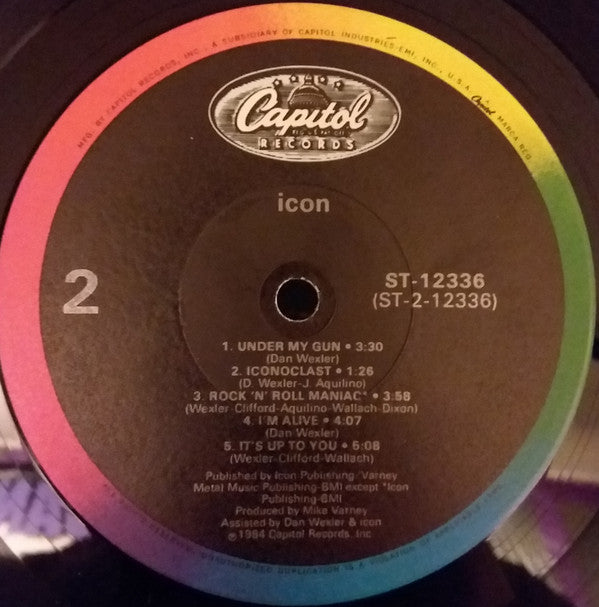 MFG. BY CAPITOL RECORDS, INC., A SUBSIDIARY OF CAPITOL INDUSTRIES-EMI, INC., U.S.A. Capitol MARCA REG.
Capitol
RECORDS
icon
2
ST-12336
(ST-2-12336)
1. UNDER MY GUN • 3:30
(Dan Wexler)
2. ICONOCLAST • 1:26
(D. Wexler-J. Aquilino)
3. ROCK 'N' ROLL MANIAC* • 3:58
(Wexler-Clifford-Aquilino-Wallach-Dixon)
4. I'M ALIVE • 4:07
(Dan Wexler)
5. IT'S UP TO YOU • 5:08
(Wexler-Clifford-Wallach)
Published by Icon Publishing/Varney
Metal Music Publishing-BMI except *Icon
Publishing-BMI
Produced by Mike Varney
Assisted by Dan Wexler & icon
℗1984 Capitol Records, Inc.
UNAUTHORIZED DUPLICATION IS A VIOLATION OF